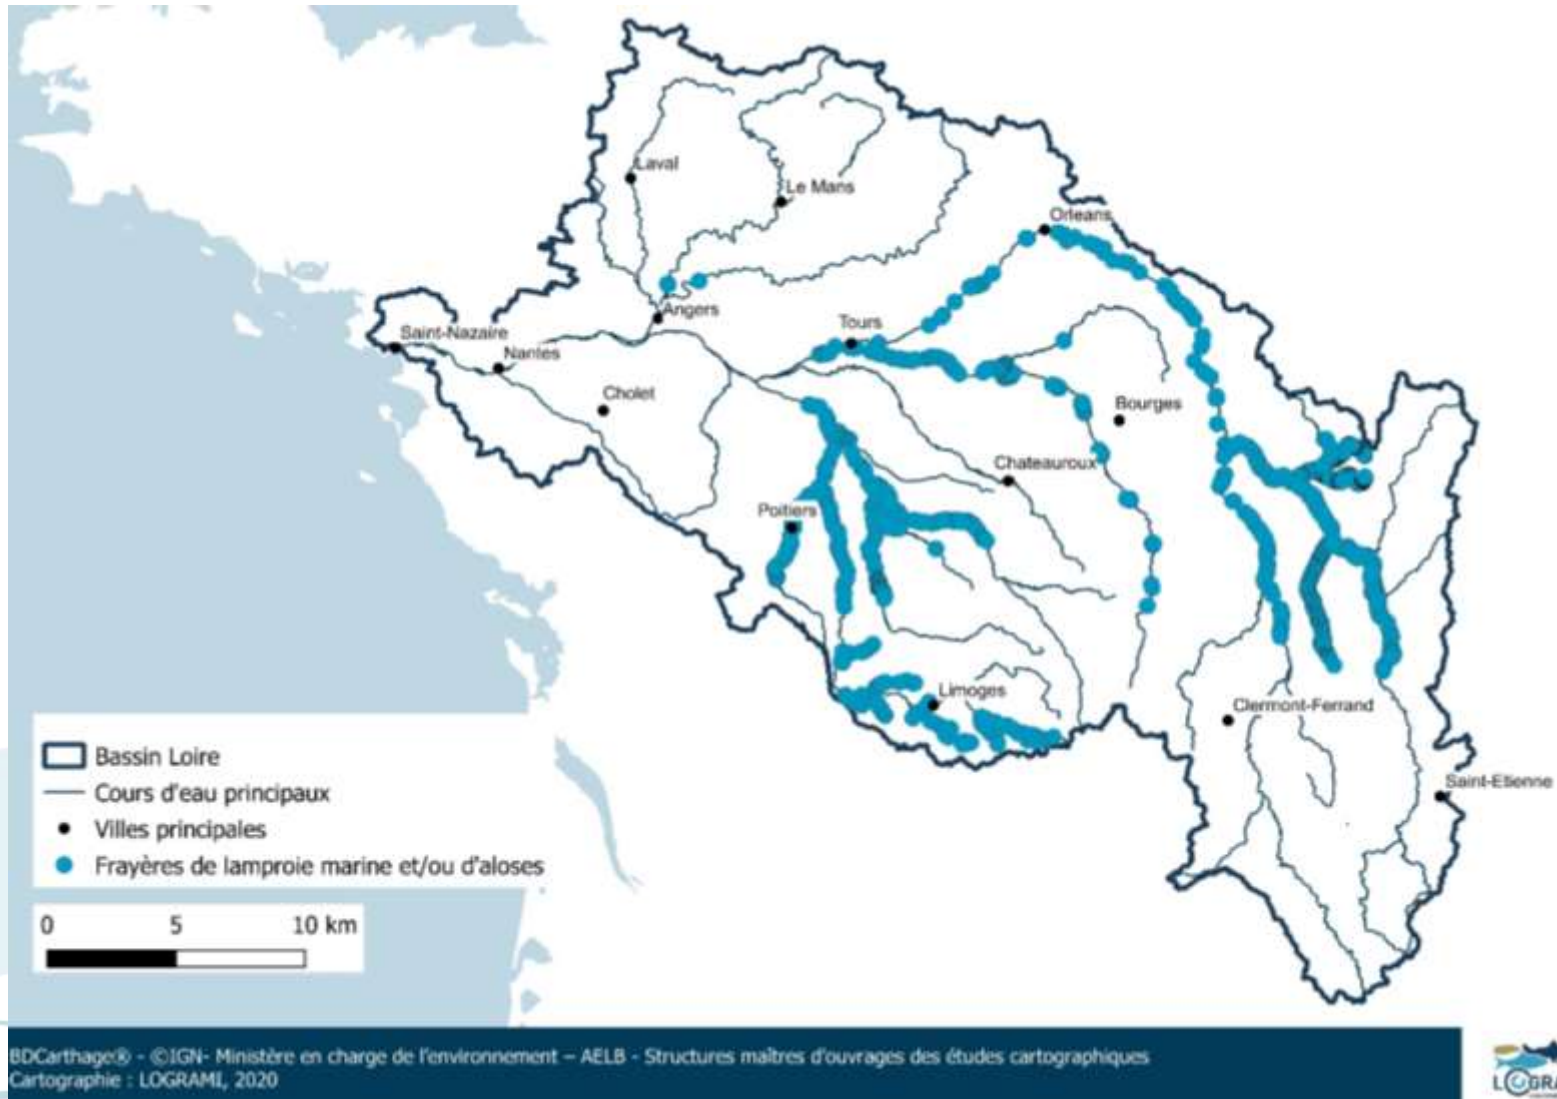 Laval
Le Mans
Orleans
Angers
Tours
Saint-Nazaire
Nantes
Cholet
Bourges
Chateauroux
Poitiers
Limoges
Clermont-Ferrand
Saint-Etienne
Bassin Loire
Cours d'eau principaux
Villes principales
Frayères de lamproie marine et/ou d'aloses
0 5 10 km
BDCarthage® - ©IGN- Ministère en charge de l'environnement – AELB - Structures maîtres d'ouvrages des études cartographiques
Cartographie : LOGRAMI, 2020